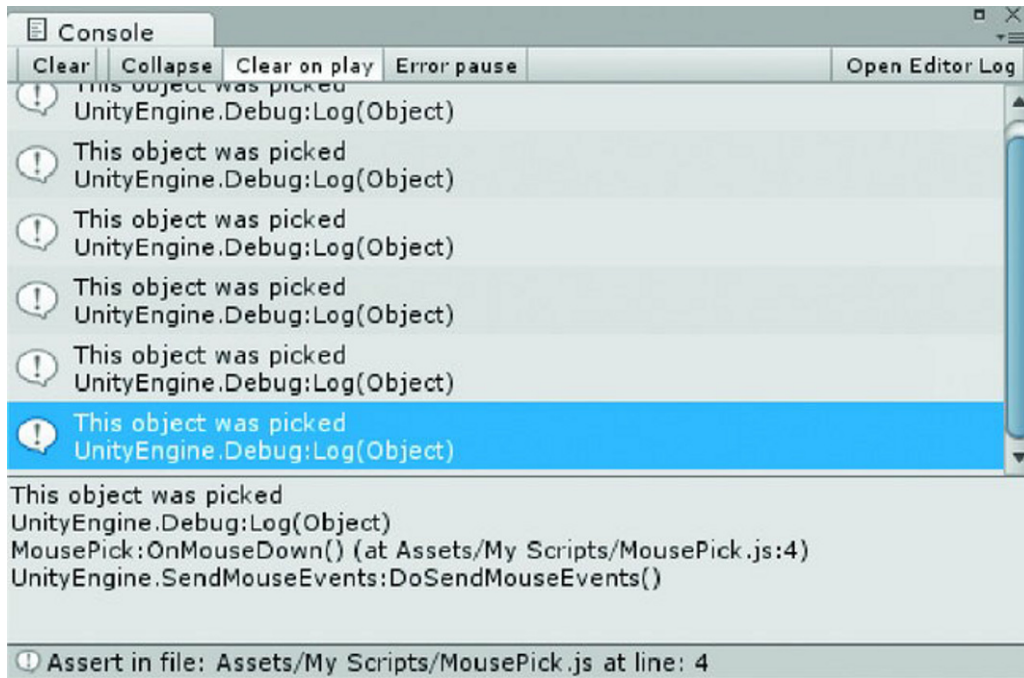 Console
Clear Collapse Clear on play Error pause Open Editor Log
This object was picked
UnityEngine.Debug:Log(Object)
This object was picked
UnityEngine.Debug:Log(Object)
This object was picked
UnityEngine.Debug:Log(Object)
This object was picked
UnityEngine.Debug:Log(Object)
This object was picked
UnityEngine.Debug:Log(Object)
This object was picked
UnityEngine.Debug:Log(Object)
This object was picked
UnityEngine.Debug:Log(Object)
MousePick:OnMouseDown() (at Assets/My Scripts/MousePick.js:4)
UnityEngine.SendMouseEvents:DoSendMouseEvents()
Assert in file: Assets/My Scripts/MousePick.js at line: 4